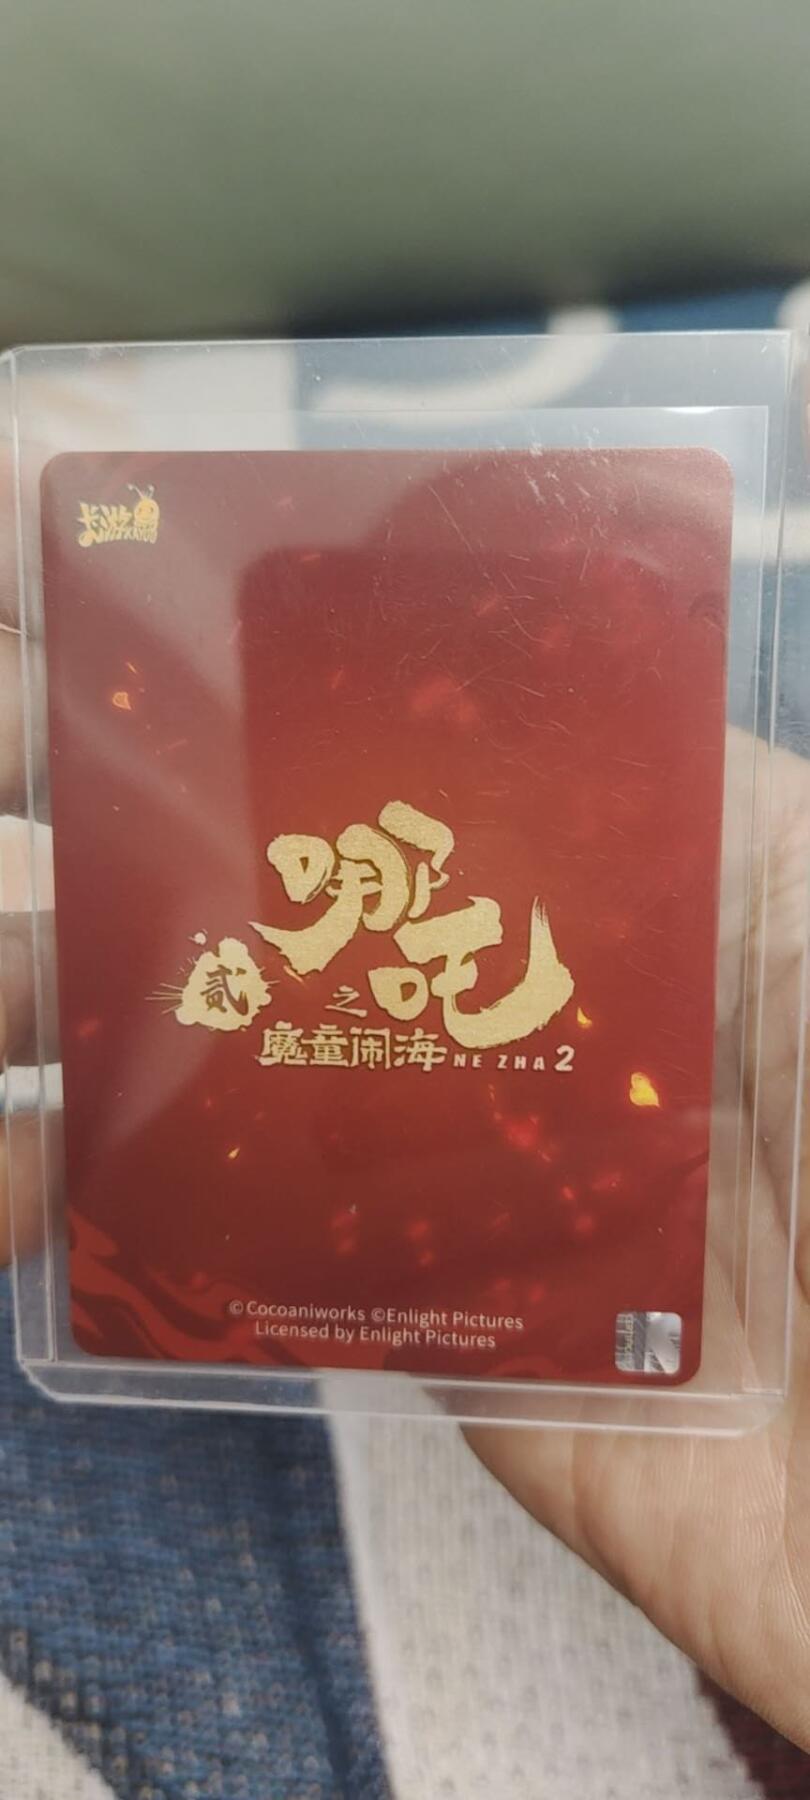 卡游
KAYOU
哪吒
贰
之
魔童闹海 NE ZHA 2
©Cocoaniworks ©Enlight Pictures
Licensed by Enlight Pictures